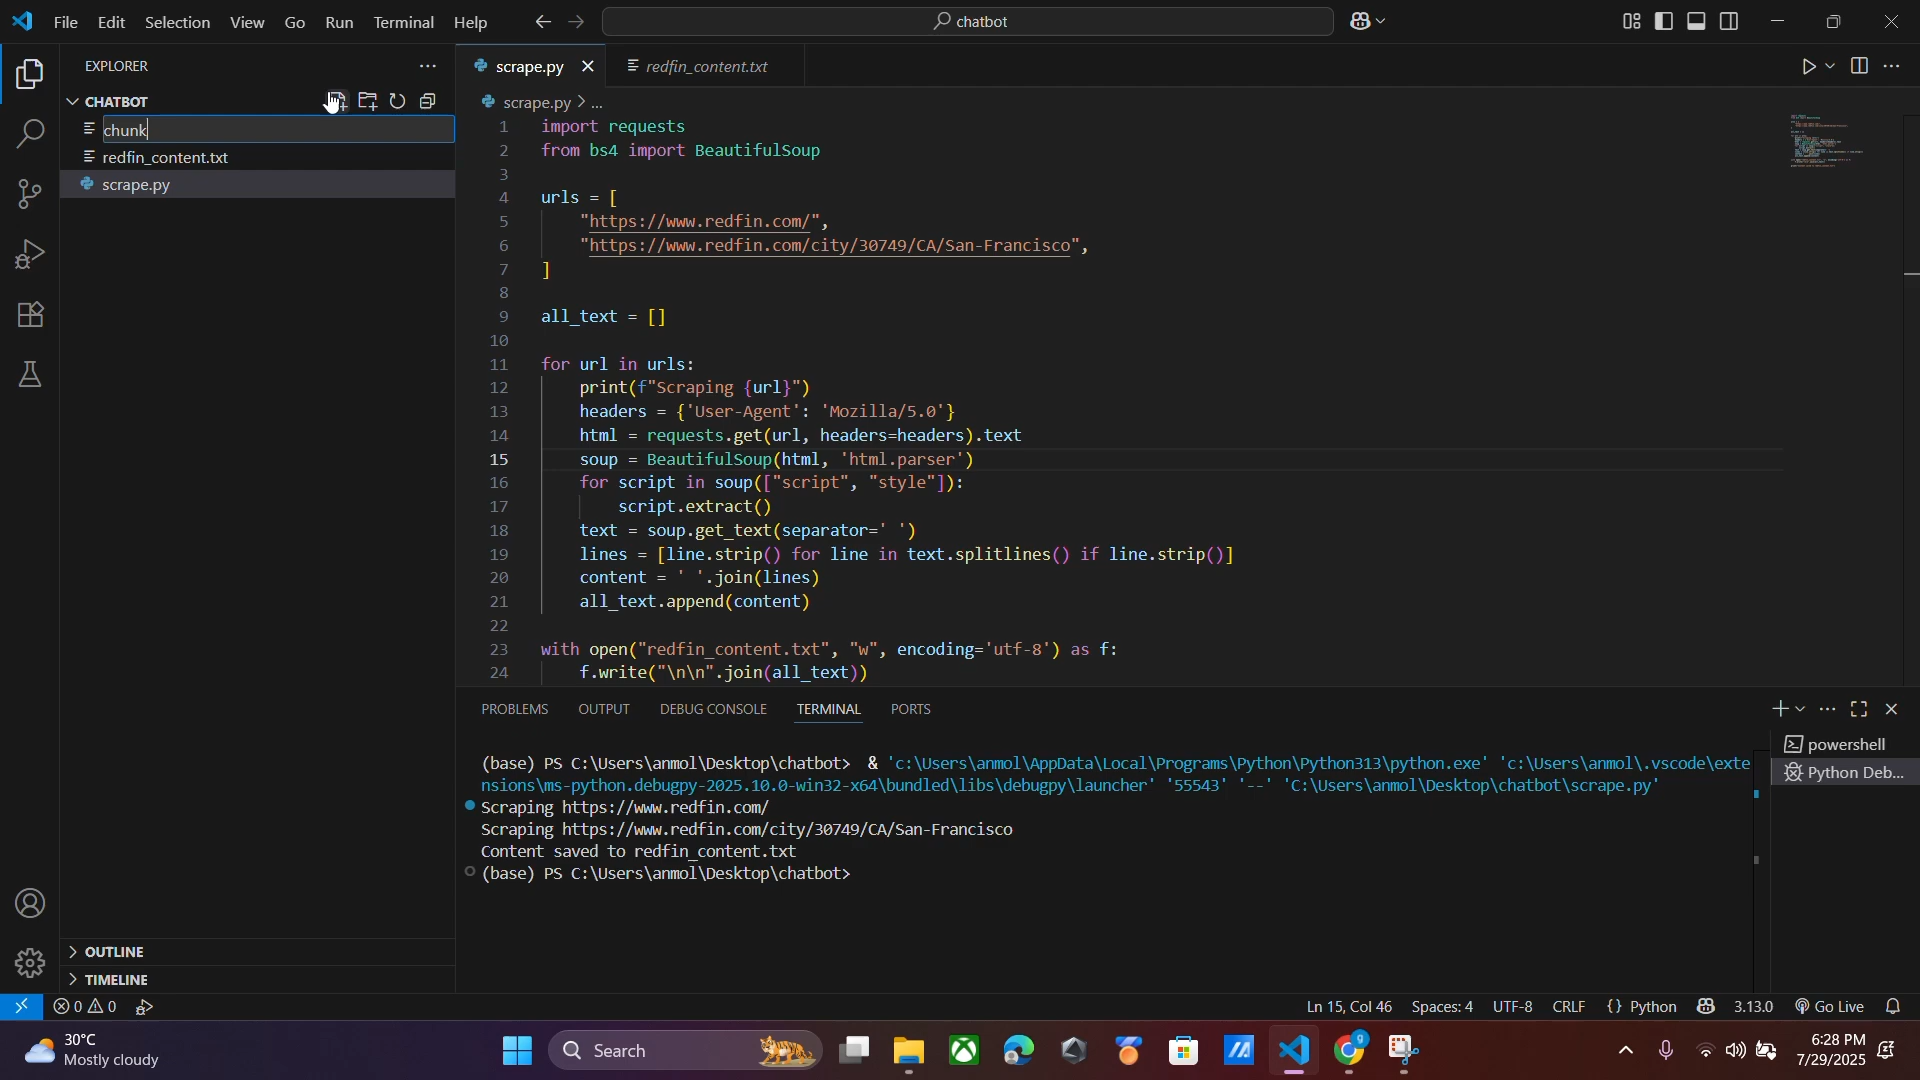 File Edit Selection View Go Run Terminal Help
chatbot
EXPLORER
CHATBOT
chunk
redfin_content.txt
scrape.py
scrape.py
redfin_content.txt
scrape.py > ...
1 import requests
2 from bs4 import BeautifulSoup
3
4 urls = [
5 "https://www.redfin.com/",
6 "https://www.redfin.com/city/30749/CA/San-Francisco",
7 ]
8
9 all_text = []
10
11 for url in urls:
12 print(f"Scraping {url}")
13 headers = {'User-Agent': 'Mozilla/5.0'}
14 html = requests.get(url, headers=headers).text
15 soup = BeautifulSoup(html, 'html.parser')
16 for script in soup(["script", "style"]):
17 script.extract()
18 text = soup.get_text(separator=' ')
19 lines = [line.strip() for line in text.splitlines() if line.strip()]
20 content = ' '.join(lines)
21 all_text.append(content)
22
23 with open("redfin_content.txt", "w", encoding='utf-8') as f:
24 f.write("\n\n".join(all_text))
PROBLEMS OUTPUT DEBUG CONSOLE TERMINAL PORTS
(base) PS C:\Users\anmol\Desktop\chatbot> & 'c:\Users\anmol\AppData\Local\Programs\Python\Python313\python.exe' 'c:\Users\anmol\.vscode\exte
nsions\ms-python.debugpy-2025.10.0-win32-x64\bundled\libs\debugpy\launcher' '55543' '--' 'C:\Users\anmol\Desktop\chatbot\scrape.py'
Scraping https://www.redfin.com/
Scraping https://www.redfin.com/city/30749/CA/San-Francisco
Content saved to redfin_content.txt
(base) PS C:\Users\anmol\Desktop\chatbot>
powershell
Python Deb...
OUTLINE
TIMELINE
0 0
Ln 15, Col 46 Spaces: 4 UTF-8 CRLF {} Python 3.13.0 Go Live
30°C
Mostly cloudy
Search
6:28 PM
7/29/2025